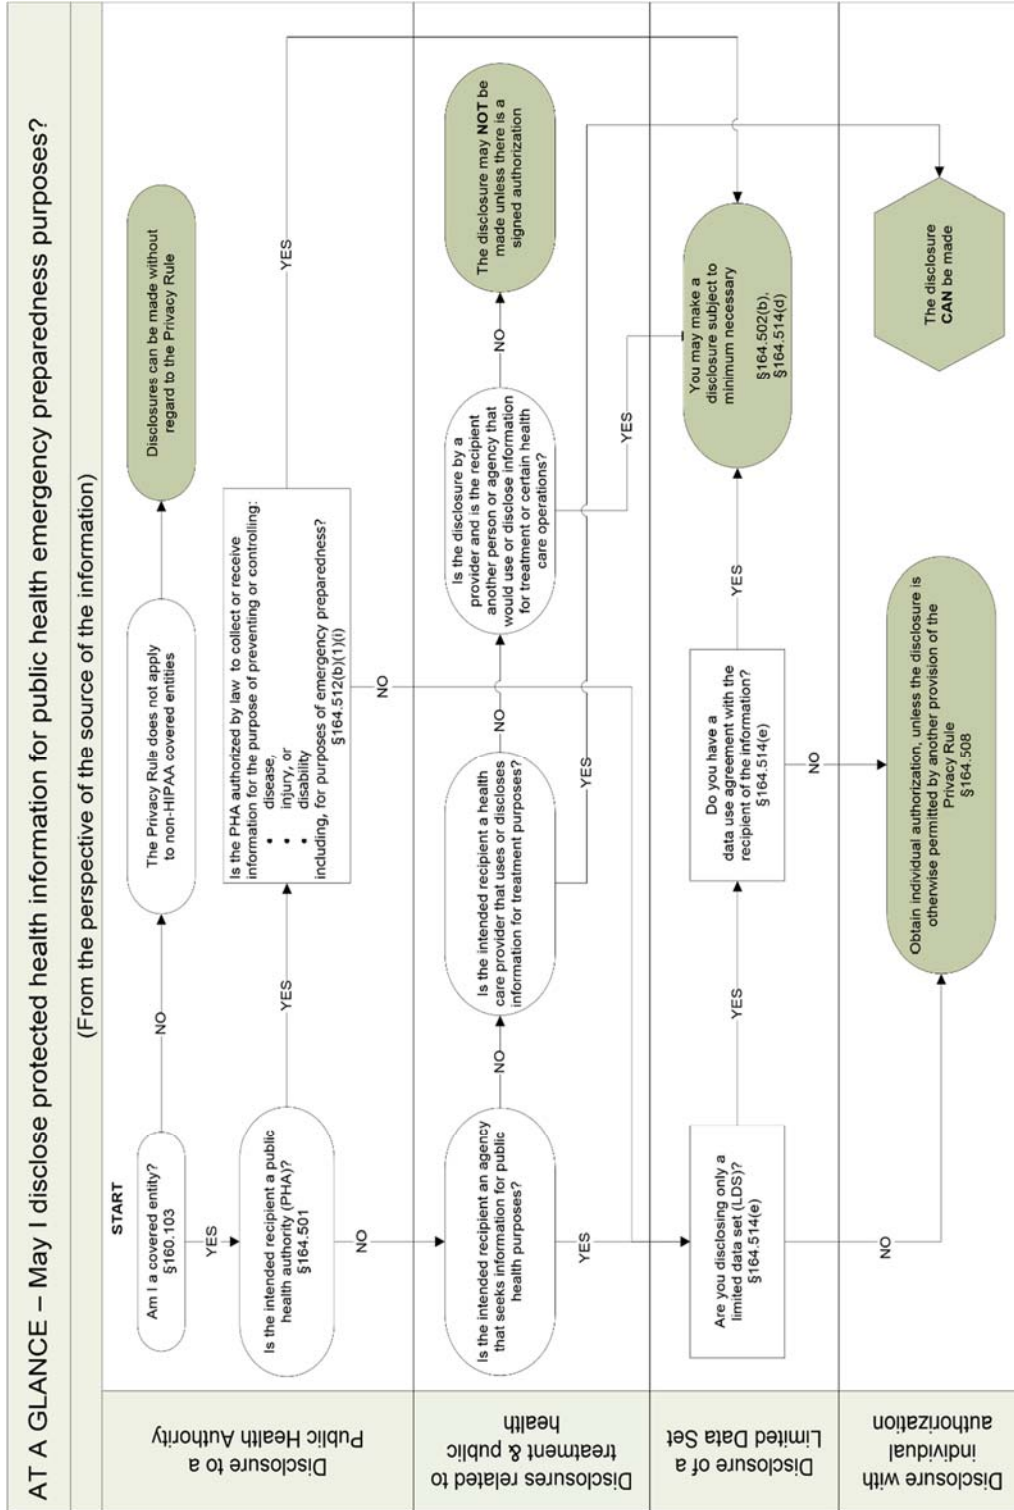 AT A GLANCE – May I disclose protected health information for public health emergency preparedness purposes?
(From the perspective of the source of the information)
Disclosure to a
Public Health Authority
START
Am I a covered entity?
§160.103
NO
The Privacy Rule does not apply
to non-HIPAA covered entities
Disclosures can be made without
regard to the Privacy Rule
YES
Is the intended recipient a public
health authority (PHA)?
§164.501
YES
Is the PHA authorized by law to collect or receive
information for the purpose of preventing or controlling:
• disease,
• injury, or
• disability
including, for purposes of emergency preparedness?
§164.512(b)(1)(i)
YES
NO
NO
Disclosures related to
treatment & public
health
Is the intended recipient an agency
that seeks information for public
health purposes?
NO
Is the intended recipient a health
care provider that uses or discloses
information for treatment purposes?
NO
Is the disclosure by a
provider and is the recipient
another person or agency that
would use or disclose information
for treatment or certain health
care operations?
NO
The disclosure may NOT be
made unless there is a
signed authorization
YES
YES
YES
Disclosure of a
Limited Data Set
Are you disclosing only a
limited data set (LDS)?
§164.514(e)
YES
Do you have a
data use agreement with the
recipient of the information?
§164.514(e)
YES
You may make a
disclosure subject to
minimum necessary
§164.502(b),
§164.514(d)
NO
NO
Disclosure with
individual
authorization
Obtain individual authorization, unless the disclosure is
otherwise permitted by another provision of the
Privacy Rule
§164.508
The disclosure
CAN be made